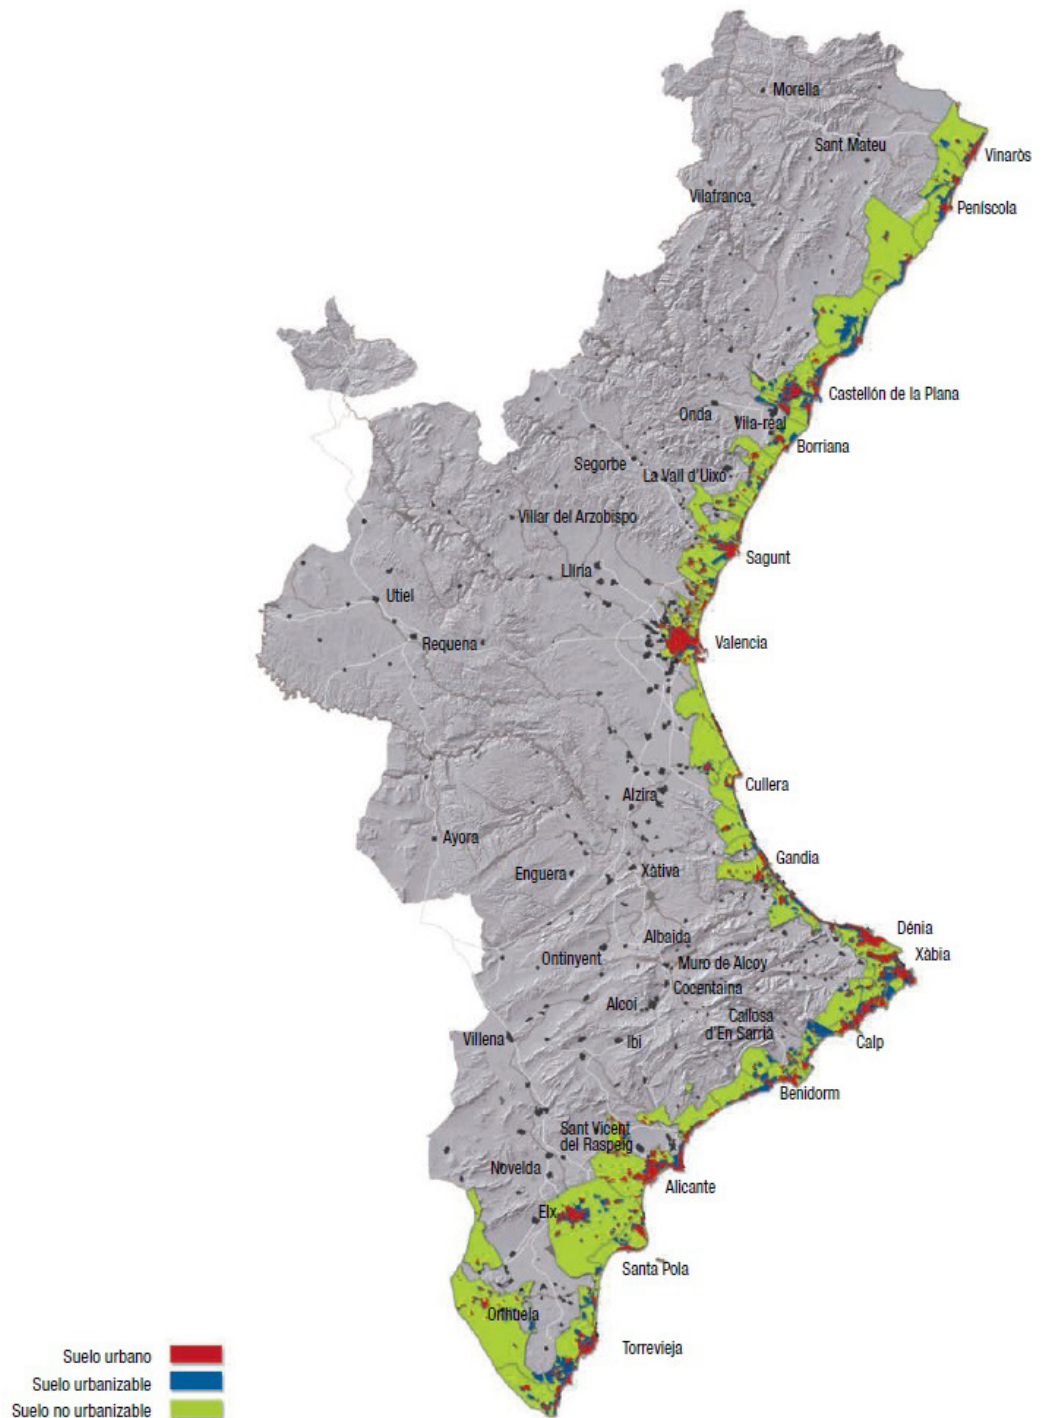 Morella
Sant Mateu
Vinaròs
Vilafranca
Peníscola
Castellón de la Plana
Onda
Vila-real
Borriana
Segorbe
La Vall d'Uixó
Villar del Arzobispo
Sagunt
Llíria
Utiel
Requena
Valencia
Cullera
Alzira
Ayora
Gandia
Enguera
Xàtiva
Dénia
Albaida
Xàbia
Ontinyent
Muro de Alcoy
Cocentaina
Alcoi
Callosa
d'En Sarrià
Villena
Ibi
Calp
Benidorm
Sant Vicent
del Raspeig
Novelda
Alicante
Elx
Santa Pola
Orihuela
Torrevieja
Suelo urbano
Suelo urbanizable
Suelo no urbanizable